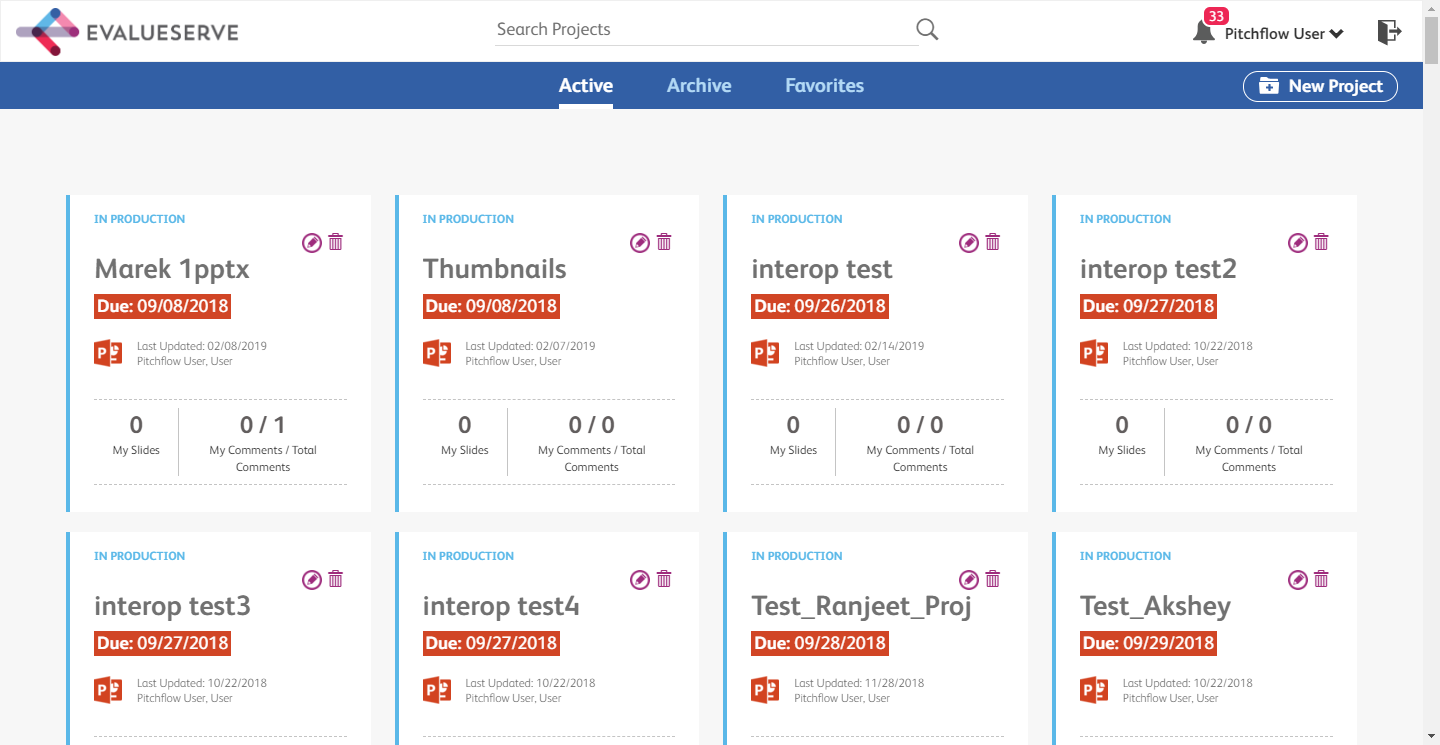 EVALUESERVE
Search Projects
33
Pitchflow User
Active
Archive
Favorites
New Project
IN PRODUCTION
Marek 1pptx
Due: 09/08/2018
P
Last Updated: 02/08/2019
Pitchflow User, User
0
My Slides
0 / 1
My Comments / Total
Comments
IN PRODUCTION
Thumbnails
Due: 09/08/2018
P
Last Updated: 02/07/2019
Pitchflow User, User
0
My Slides
0 / 0
My Comments / Total
Comments
IN PRODUCTION
interop test
Due: 09/26/2018
P
Last Updated: 02/14/2019
Pitchflow User, User
0
My Slides
0 / 0
My Comments / Total
Comments
IN PRODUCTION
interop test2
Due: 09/27/2018
P
Last Updated: 10/22/2018
Pitchflow User, User
0
My Slides
0 / 0
My Comments / Total
Comments
IN PRODUCTION
interop test3
Due: 09/27/2018
P
Last Updated: 10/22/2018
Pitchflow User, User
IN PRODUCTION
interop test4
Due: 09/27/2018
P
Last Updated: 10/22/2018
Pitchflow User, User
IN PRODUCTION
Test_Ranjeet_Proj
Due: 09/28/2018
P
Last Updated: 11/28/2018
Pitchflow User, User
IN PRODUCTION
Test_Akshey
Due: 09/29/2018
P
Last Updated: 10/22/2018
Pitchflow User, User